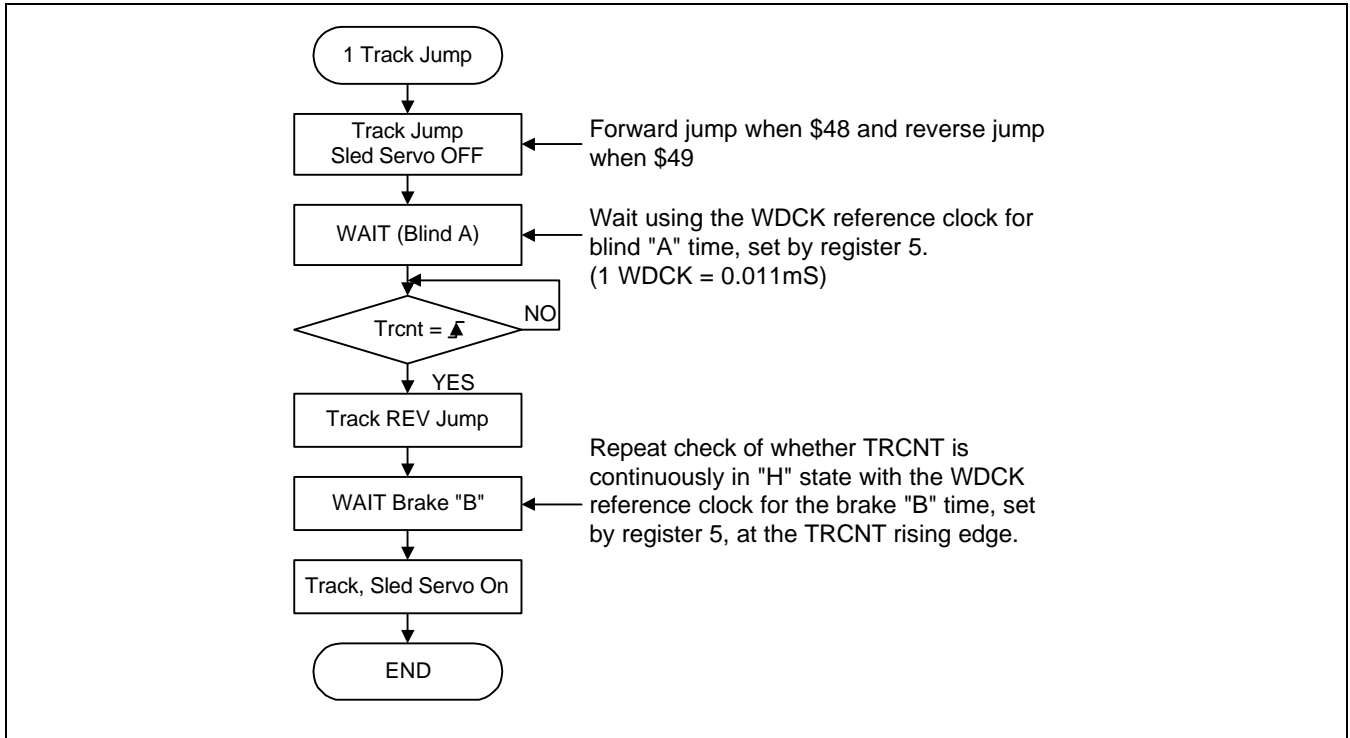 1 Track Jump
Track Jump
Sled Servo OFF
Forward jump when $48 and reverse jump
when $49
WAIT (Blind A)
Wait using the WDCK reference clock for
blind "A" time, set by register 5.
(1 WDCK = 0.011mS)
Trcnt =
NO
YES
Track REV Jump
Repeat check of whether TRCNT is
continuously in "H" state with the WDCK
reference clock for the brake "B" time, set
by register 5, at the TRCNT rising edge.
WAIT Brake "B"
Track, Sled Servo On
END